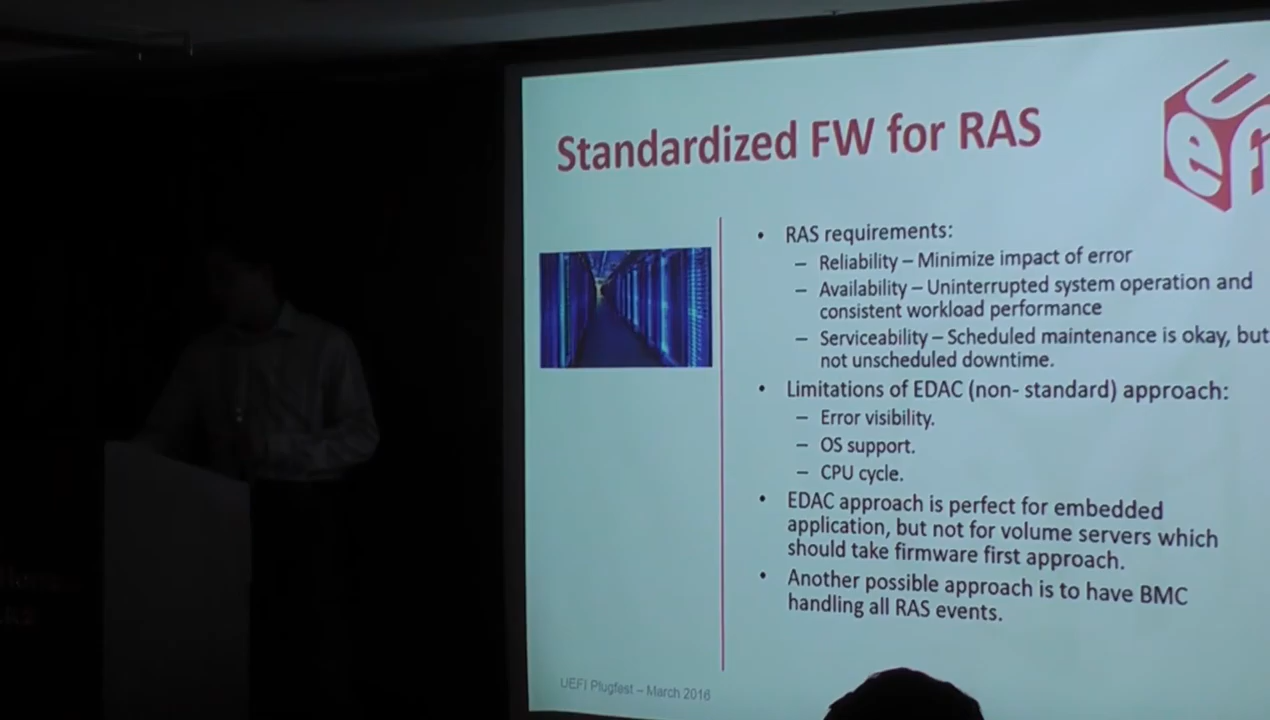 Standardized FW for RAS
• RAS requirements:
– Reliability – Minimize impact of error
– Availability – Uninterrupted system operation and
consistent workload performance
– Serviceability – Scheduled maintenance is okay, but
not unscheduled downtime.
• Limitations of EDAC (non- standard) approach:
– Error visibility.
– OS support.
– CPU cycle.
• EDAC approach is perfect for embedded
application, but not for volume servers which
should take firmware first approach.
• Another possible approach is to have BMC
handling all RAS events.
UEFI Plugfest – March 2016